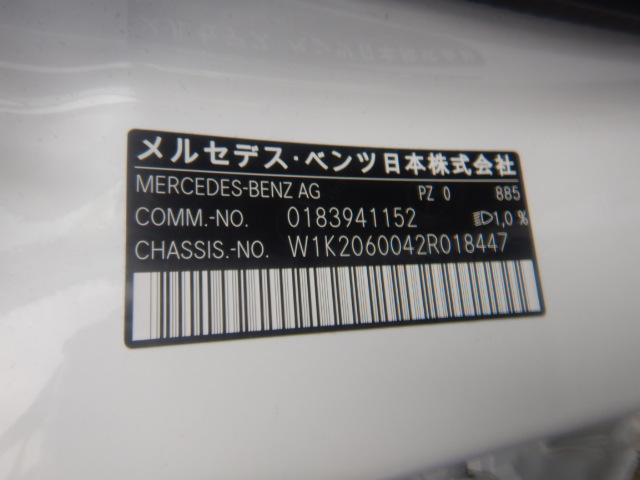 メルセデス・ベンツ日本株式会社
MERCEDES-BENZ AG PZ 0 885
COMM.-NO. 0183941152 1,0 %
CHASSIS.-NO. W1K2060042R018447